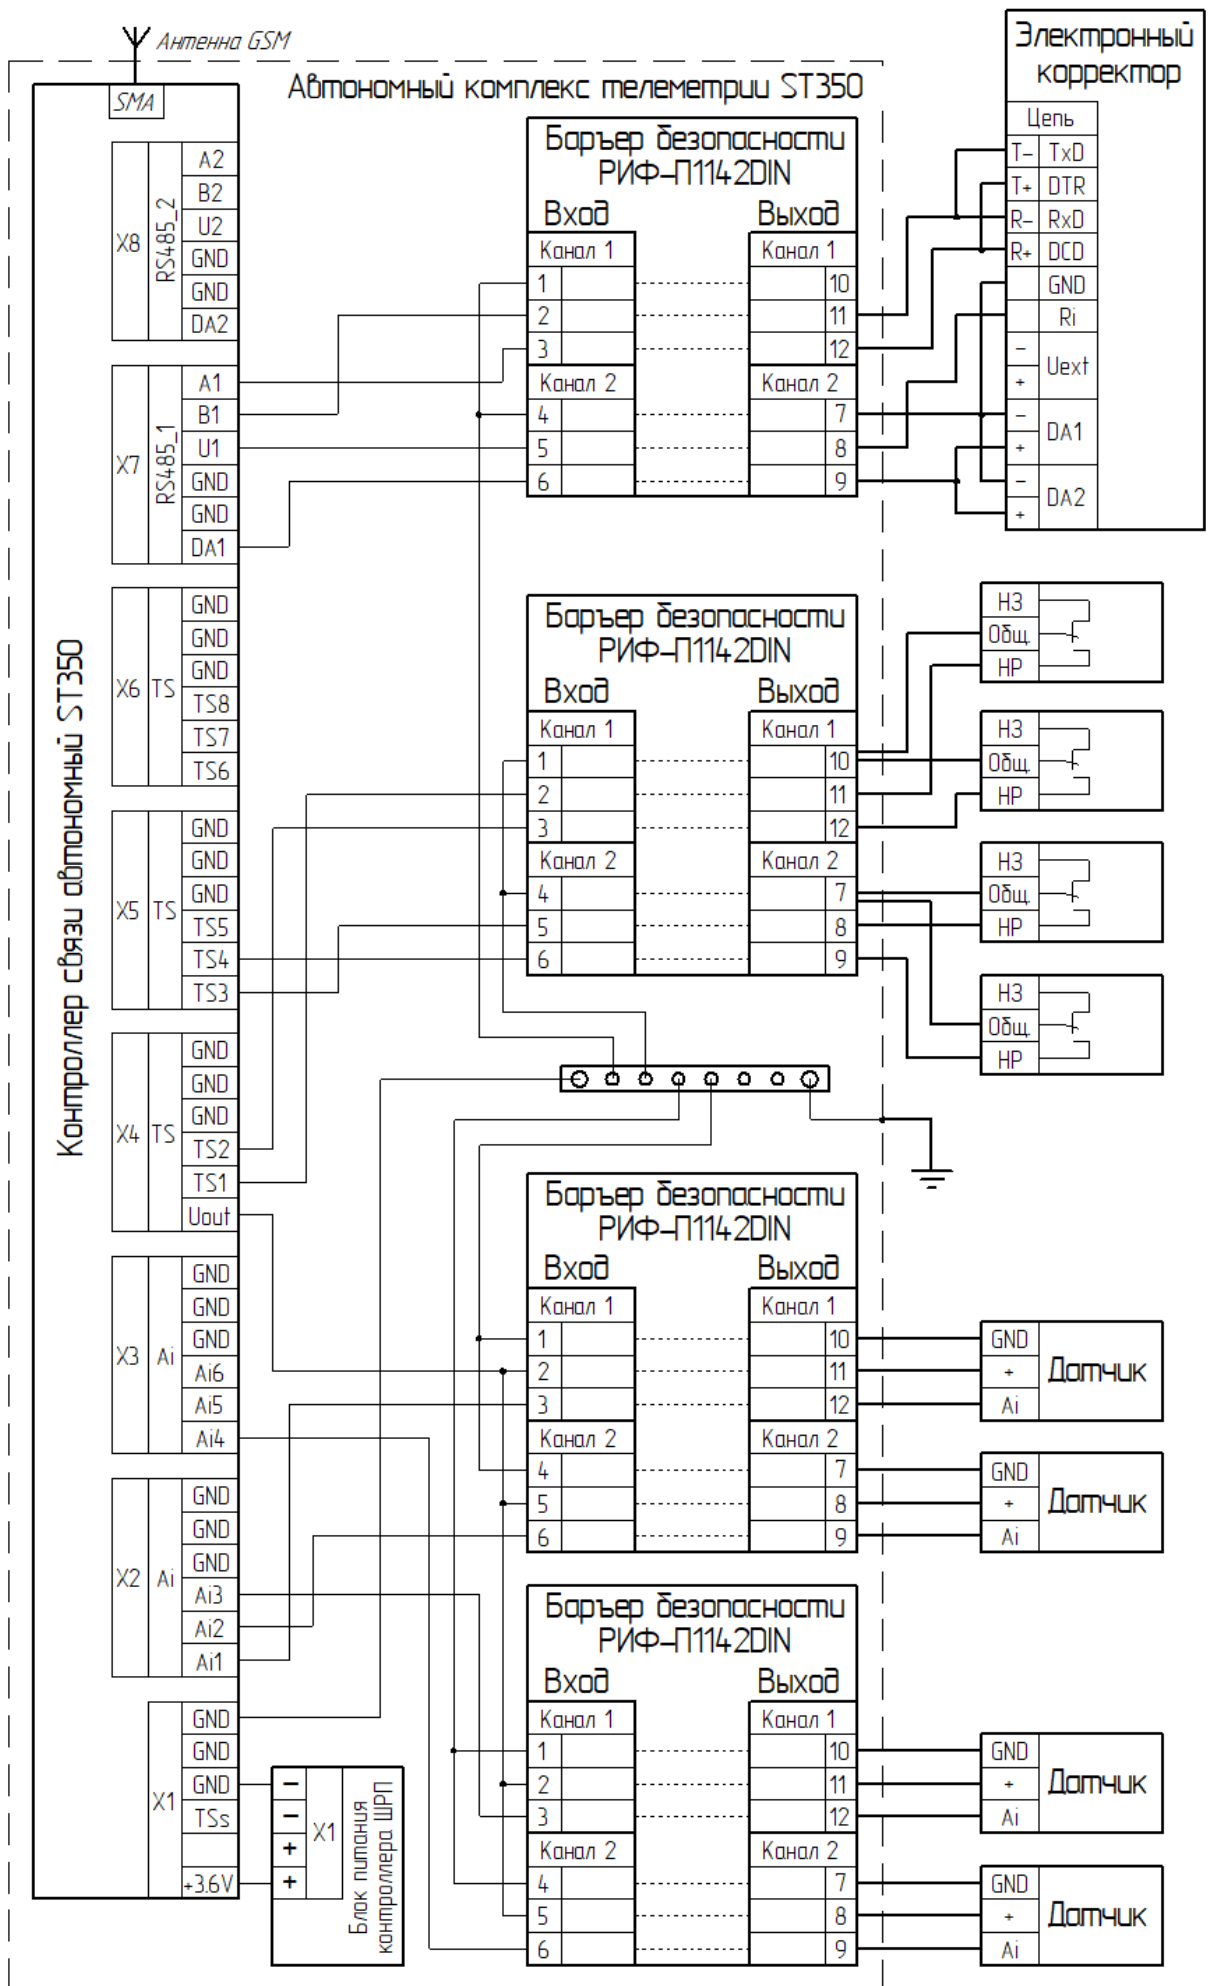 Антенна GSM
Автономный комплекс телеметрии ST350
Контроллер связи автономный ST350
SMA
X8
RS485_2
A2
B2
U2
GND
GND
DA2
X7
RS485_1
A1
B1
U1
GND
GND
DA1
X6
TS
GND
GND
GND
TS8
TS7
TS6
X5
TS
GND
GND
GND
TS5
TS4
TS3
X4
TS
GND
GND
GND
TS2
TS1
Uout
X3
Ai
GND
GND
GND
Ai6
Ai5
Ai4
X2
Ai
GND
GND
GND
Ai3
Ai2
Ai1
X1
GND
GND
GND
TSs
+3.6V
−
−
+
+
X1
Блок питания
контроллера ШРП
Баръер безопасности
РИФ-П1142DIN
Вход Выход
Канал 1 Канал 1
1 10
2 11
3 12
Канал 2 Канал 2
4 7
5 8
6 9
Электронный
корректор
Цепь
T- TxD
T+ DTR
R- RxD
R+ DCD
GND
Ri
−
Uext
+
−
DA1
+
−
DA2
+
Баръер безопасности
РИФ-П1142DIN
Вход Выход
Канал 1 Канал 1
1 10
2 11
3 12
Канал 2 Канал 2
4 7
5 8
6 9
НЗ
Общ.
НР
НЗ
Общ.
НР
НЗ
Общ.
НР
НЗ
Общ.
НР
Баръер безопасности
РИФ-П1142DIN
Вход Выход
Канал 1 Канал 1
1 10
2 11
3 12
Канал 2 Канал 2
4 7
5 8
6 9
GND
+ Датчик
Ai
GND
+ Датчик
Ai
Баръер безопасности
РИФ-П1142DIN
Вход Выход
Канал 1 Канал 1
1 10
2 11
3 12
Канал 2 Канал 2
4 7
5 8
6 9
GND
+ Датчик
Ai
GND
+ Датчик
Ai